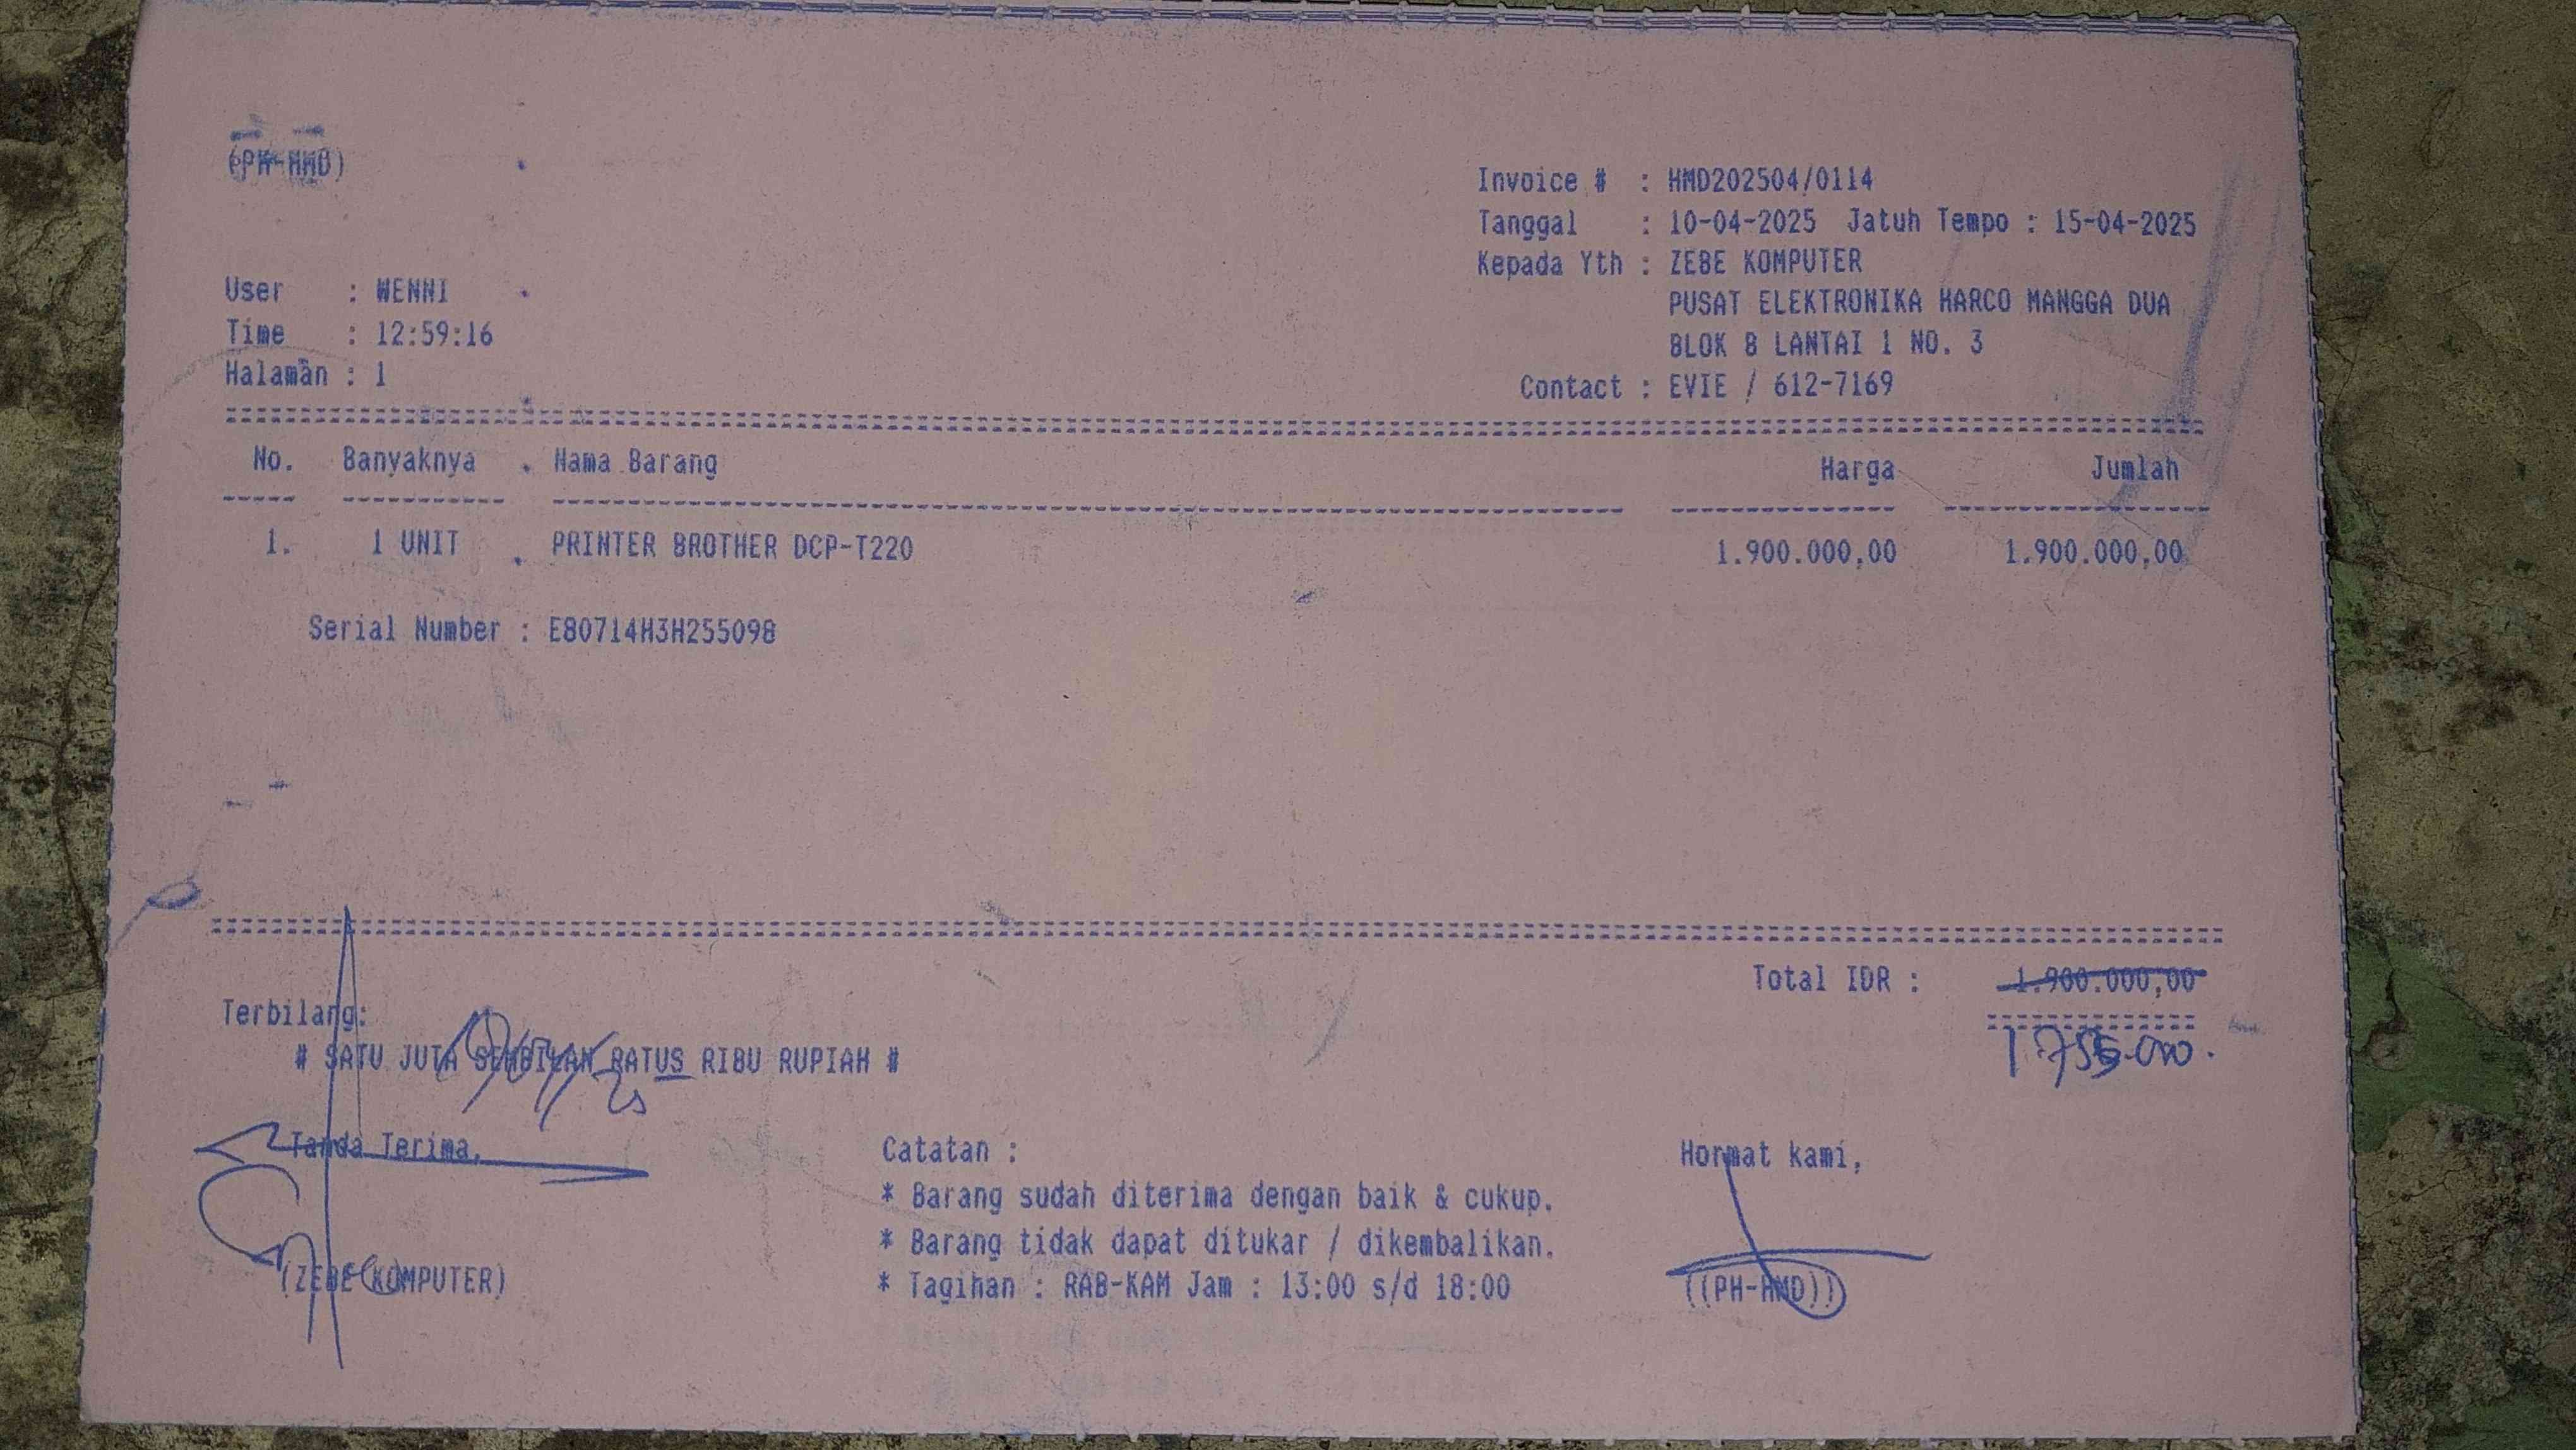 (PH-HMD)
Invoice # : HMD202504/0114
Tanggal : 10-04-2025 Jatuh Tempo : 15-04-2025
Kepada Yth : ZEBE KOMPUTER
PUSAT ELEKTRONIKA HARCO MANGGA DUA
BLOK B LANTAI 1 NO. 3
Contact : EVIE / 612-7169
User : WENNI
Time : 12:59:16
Halaman : 1
No. Banyaknya Nama Barang Harga Jumlah
1. 1 UNIT PRINTER BROTHER DCP-T220 1.900.000,00 1.900.000,00
Serial Number : E80714H3H255098
Total IDR : 1.900.000,00
Terbilang:
# SATU JUTA SEMBILAN RATUS RIBU RUPIAH #
Tanda Terima,
(ZEBE KOMPUTER)
Catatan :
* Barang sudah diterima dengan baik & cukup.
* Barang tidak dapat ditukar / dikembalikan.
* Tagihan : RAB-KAM Jam : 13:00 s/d 18:00
Hormat kami,
((PH-HMD))